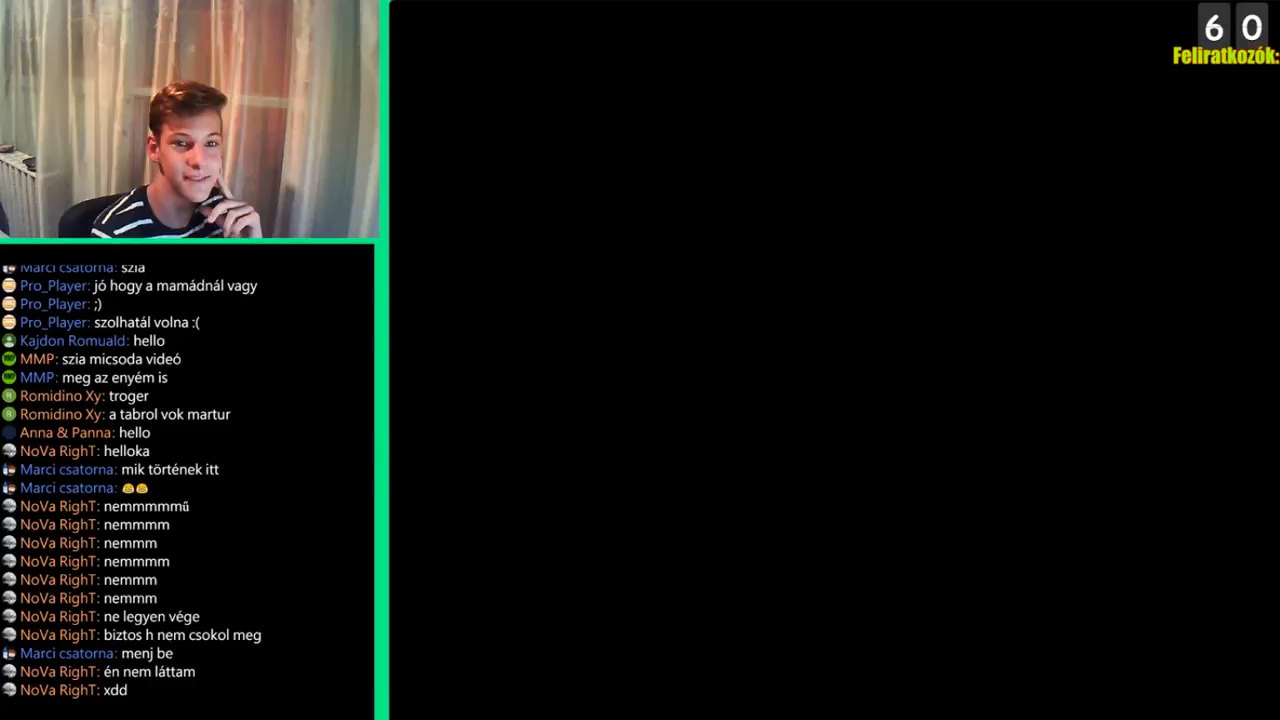 60
Feliratkozók:
Marci csatorna: szia
Pro_Player: jó hogy a mamádnál vagy
Pro_Player: ;)
Pro_Player: szolhatál volna :(
Kajdon Romuald: hello
MMP: szia micsoda videó
MMP: meg az enyém is
Romidino Xy: troger
Romidino Xy: a tabrol vok martur
Anna & Panna: hello
NoVa RighT: helloka
Marci csatorna: mik történek itt
Marci csatorna: 😂😂
NoVa RighT: nemmmmmű
NoVa RighT: nemmmm
NoVa RighT: nemmm
NoVa RighT: nemmmm
NoVa RighT: nemmm
NoVa RighT: nemmm
NoVa RighT: ne legyen vége
NoVa RighT: biztos h nem csokol meg
Marci csatorna: menj be
NoVa RighT: én nem láttam
NoVa RighT: xdd